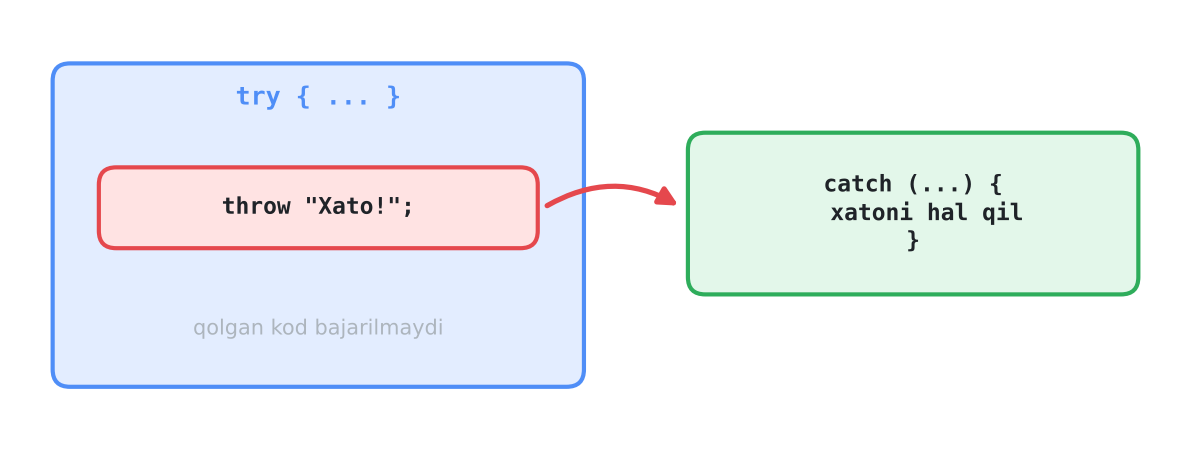 try { ... }
throw "Xato!";
qolgan kod bajarilmaydi
catch (...) {
xatoni hal qil
}